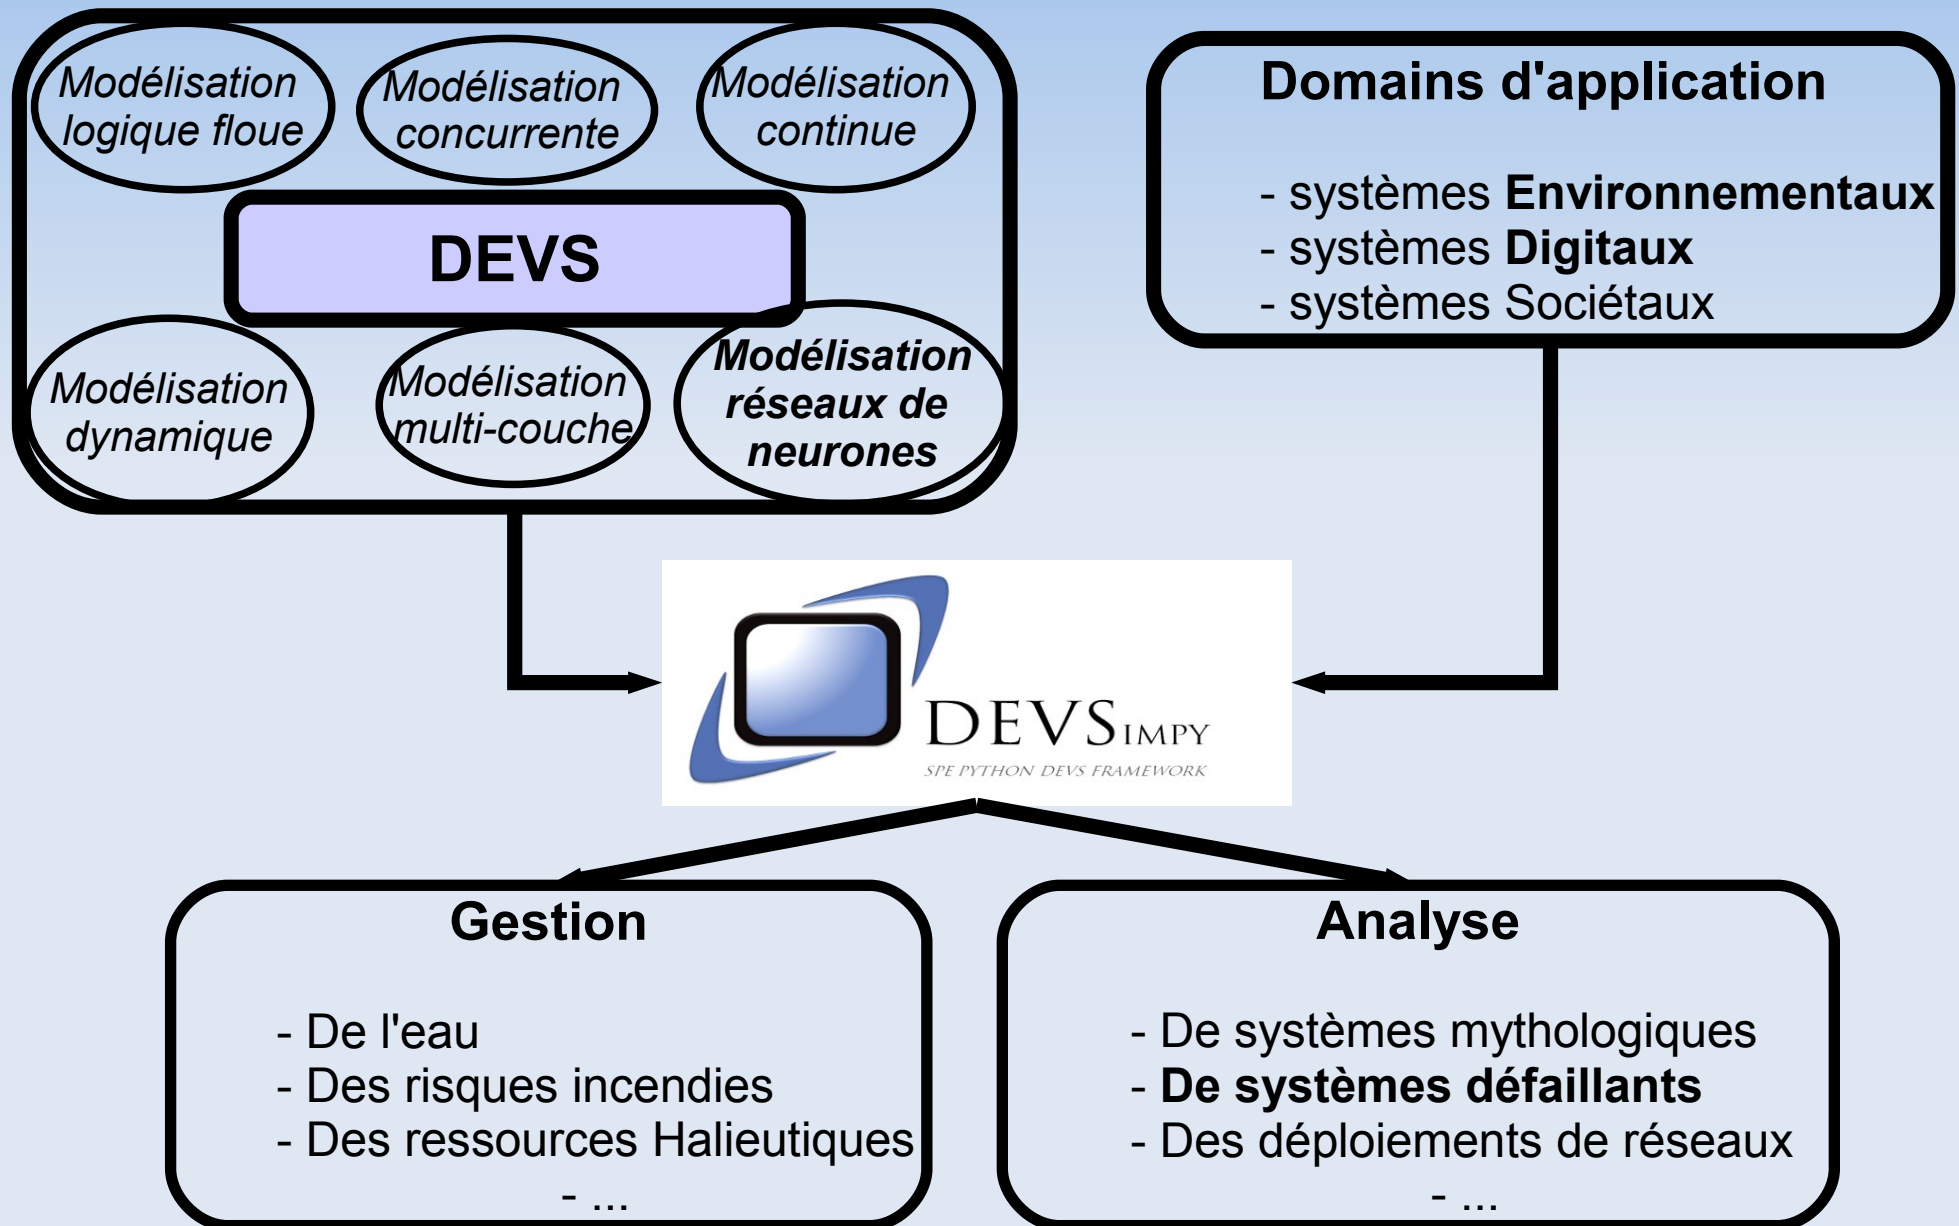 Modélisation
logique floue
Modélisation
concurrente
Modélisation
continue
DEVS
Modélisation
dynamique
Modélisation
multi-couche
Modélisation
réseaux de
neurones
Domains d'application
- systèmes Environnementaux
- systèmes Digitaux
- systèmes Sociétaux
DEVSIMPY
SPE PYTHON DEVS FRAMEWORK
Gestion
- De l'eau
- Des risques incendies
- Des ressources Halieutiques
- ...
Analyse
- De systèmes mythologiques
- De systèmes défaillants
- Des déploiements de réseaux
- ...